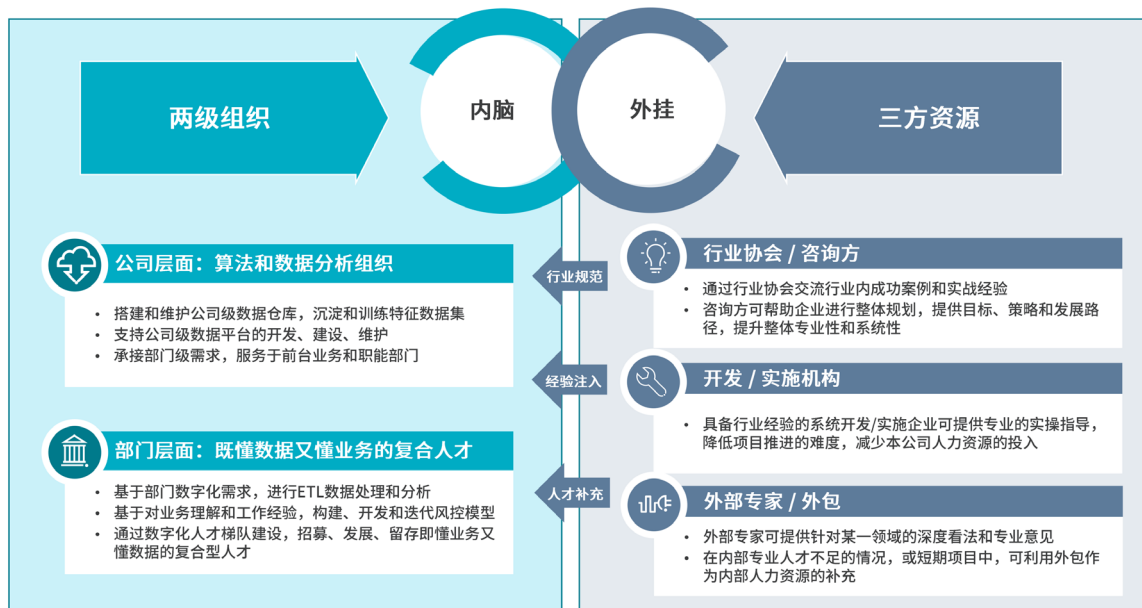 两级组织
内脑
外挂
三方资源
公司层面：算法和数据分析组织
• 搭建和维护公司级数据仓库，沉淀和训练特征数据集
• 支持公司级数据平台的开发、建设、维护
• 承接部门级需求，服务于前台业务和职能部门
部门层面：既懂数据又懂业务的复合人才
• 基于部门数字化需求，进行ETL数据处理和分析
• 基于对业务理解和工作经验，构建、开发和迭代风控模型
• 通过数字化人才梯队建设，招募、发展、留存即懂业务又
懂数据的复合型人才
行业规范
经验注入
人才补充
行业协会 / 咨询方
• 通过行业协会交流行业内成功案例和实战经验
• 咨询方可帮助企业进行整体规划，提供目标、策略和发展路
径，提升整体专业性和系统性
开发 / 实施机构
• 具备行业经验的系统开发/实施企业可提供专业的实操指导，
降低项目推进的难度，减少本公司人力资源的投入
外部专家 / 外包
• 外部专家可提供针对某一领域的深度看法和专业意见
• 在内部专业人才不足的情况，或短期项目中，可利用外包作
为内部人力资源的补充